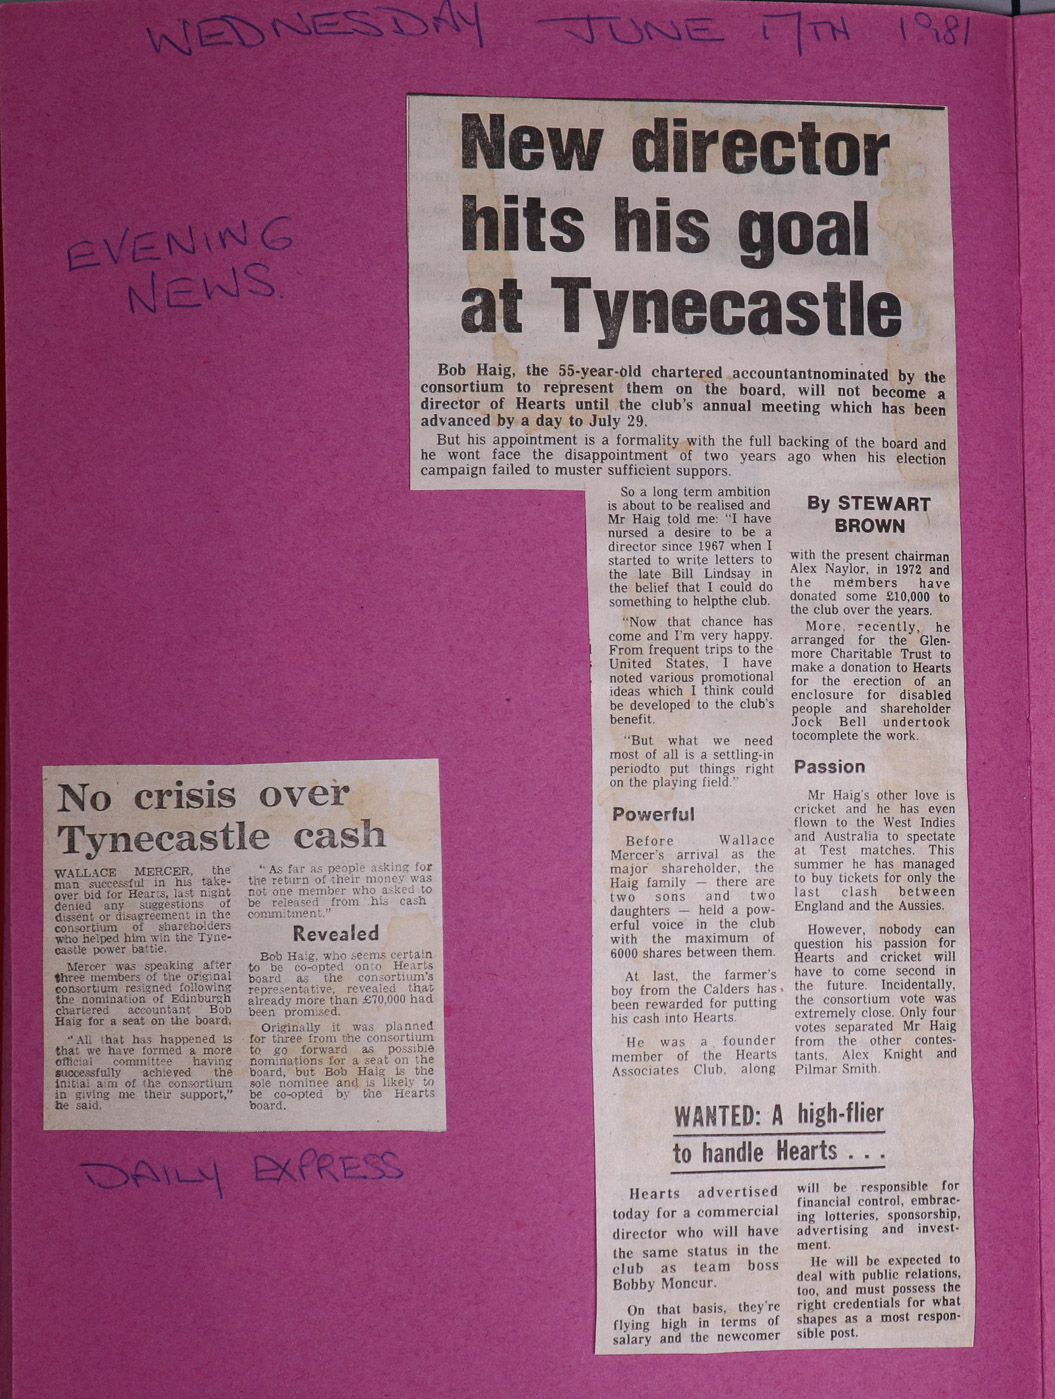 WEDNESDAY JUNE 17TH 1981
EVENING
NEWS.
New director
hits his goal
at Tynecastle
Bob Haig, the 55-year-old chartered accountantnominated by the
consortium to represent them on the board, will not become a
director of Hearts until the club's annual meeting which has been
advanced by a day to July 29.
But his appointment is a formality with the full backing of the board and
he wont face the disappointment of two years ago when his election
campaign failed to muster sufficient suppors.
So a long term ambition
is about to be realised and
Mr Haig told me: "I have
nursed a desire to be a
director since 1967 when I
started to write letters to
the late Bill Lindsay in
the belief that I could do
something to helpthe club.
"Now that chance has
come and I'm very happy.
From frequent trips to the
United States, I have
noted various promotional
ideas which I think could
be developed to the club's
benefit.
"But what we need
most of all is a settling-in
periodto put things right
on the playing field."
Powerful
Before Wallace
Mercer's arrival as the
major shareholder, the
Haig family — there are
two sons and two
daughters — held a pow-
erful voice in the club
with the maximum of
6000 shares between them.
At last, the farmer's
boy from the Calders has
been rewarded for putting
his cash into Hearts.
He was a founder
member of the Hearts
Associates Club, along
By STEWART
BROWN
with the present chairman
Alex Naylor, in 1972 and
the members have
donated some £10,000 to
the club over the years.
More, recently, he
arranged for the Glen-
more Charitable Trust to
make a donation to Hearts
for the erection of an
enclosure for disabled
people and shareholder
Jock Bell undertook
tocomplete the work.
Passion
Mr Haig's other love is
cricket and he has even
flown to the West Indies
and Australia to spectate
at Test matches. This
summer he has managed
to buy tickets for only the
last clash between
England and the Aussies.
However, nobody can
question his passion for
Hearts and cricket will
have to come second in
the future. Incidentally,
the consortium vote was
extremely close. Only four
votes separated Mr Haig
from the other contes-
tants, Alex Knight and
Pilmar Smith.
WANTED: A high-flier
to handle Hearts . . .
Hearts advertised
today for a commercial
director who will have
the same status in the
club as team boss
Bobby Moncur.
On that basis, they're
flying high in terms of
salary and the newcomer
will be responsible for
financial control, embrac-
ing lotteries, sponsorship,
advertising and invest-
ment.
He will be expected to
deal with public relations,
too, and must possess the
right credentials for what
shapes as a most respon-
sible post.
No crisis over
Tynecastle cash
WALLACE MERCER, the
man successful in his take-
over bid for Hearts, last night
denied any suggestions of
dissent or disagreement in the
consortium of shareholders
who helped him win the Tyne-
castle power battle.
Mercer was speaking after
three members of the original
consortium resigned following
the nomination of Edinburgh
chartered accountant Bob
Haig for a seat on the board.
"All that has happened is
that we have formed a more
official committee having
successfully achieved the
initial aim of the consortium
in giving me their support,"
he said.
"As far as people asking for
the return of their money was
not one member who asked to
be released from his cash
commitment."
Revealed
Bob Haig, who seems certain
to be co-opted onto Hearts
board as the consortium's
representative, revealed that
already more than £70,000 had
been promised.
Originally it was planned
for three from the consortium
to go forward as possible
nominations for a seat on the
board, but Bob Haig is the
sole nominee and is likely to
be co-opted by the Hearts
board.
DAILY EXPRESS